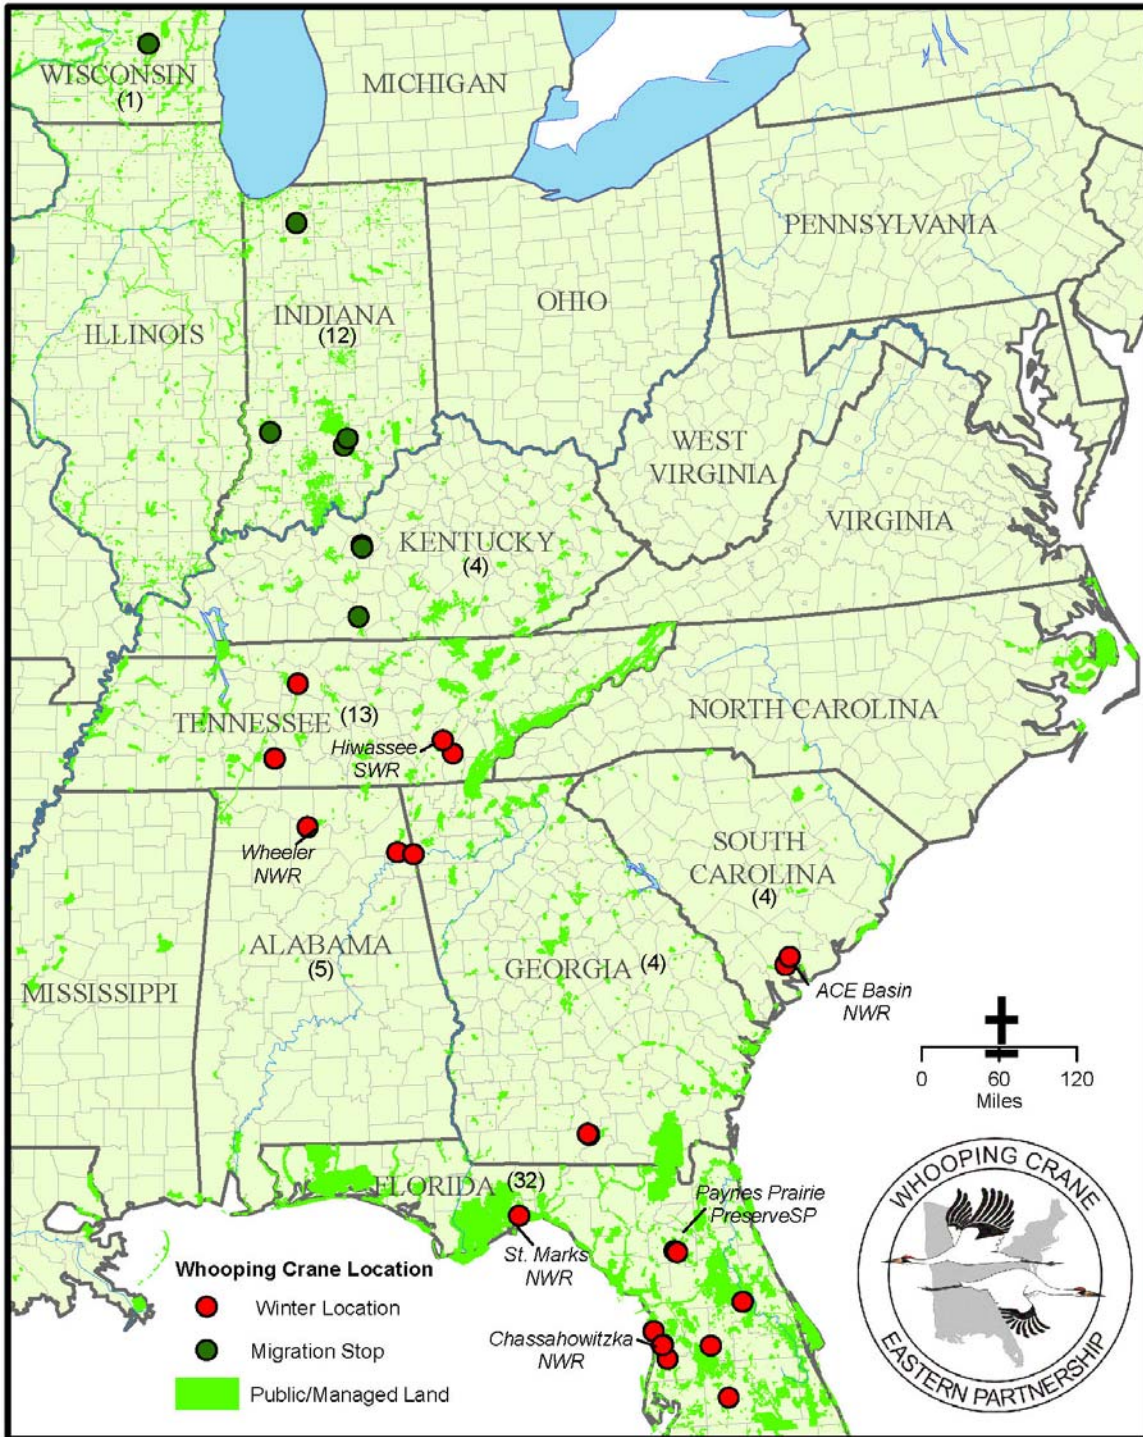 WISCONSIN
(1)
MICHIGAN
PENNSYLVANIA
ILLINOIS
INDIANA
(12)
OHIO
WEST
VIRGINIA
VIRGINIA
KENTUCKY
(4)
TENNESSEE (13)
Hiwassee
SWR
NORTH CAROLINA
Wheeler
NWR
SOUTH
CAROLINA
(4)
ALABAMA
(5)
GEORGIA (4)
MISSISSIPPI
ACE Basin
NWR
0 60 120
Miles
FLORIDA (32)
Paynes Prairie
PreserveSP
St. Marks
NWR
Chassahowitzka
NWR
Whooping Crane Location
Winter Location
Migration Stop
Public/Managed Land
WHOOPING CRANE
EASTERN PARTNERSHIP